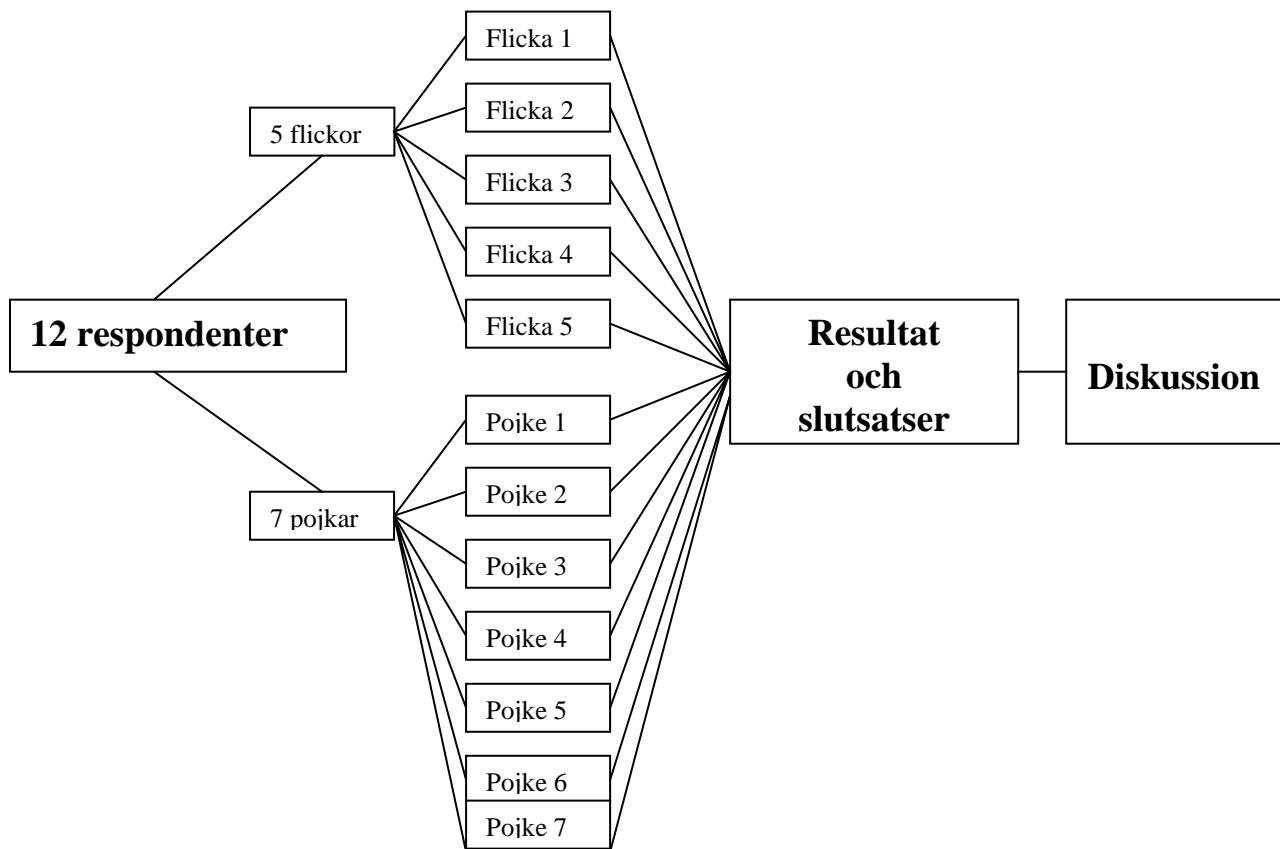 12 respondenter
5 flickor
7 pojkar
Flicka 1
Flicka 2
Flicka 3
Flicka 4
Flicka 5
Pojke 1
Pojke 2
Pojke 3
Pojke 4
Pojke 5
Pojke 6
Pojke 7
Resultat
och
slutsatser
Diskussion